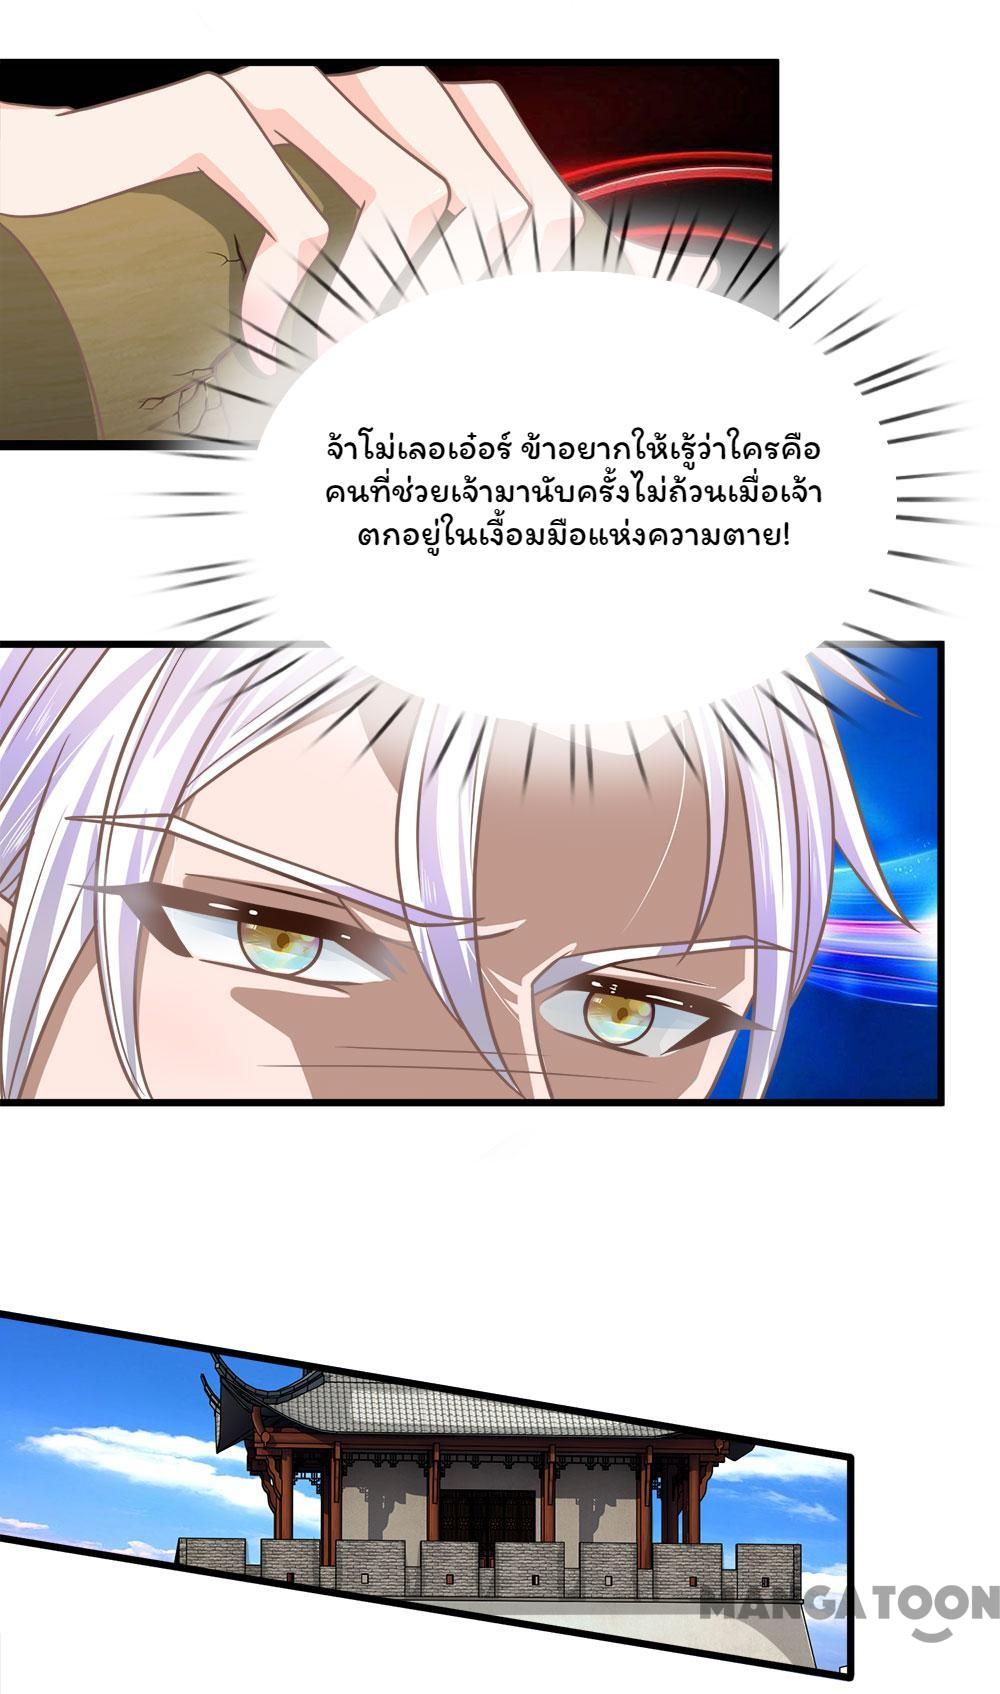 จ้าโม่เลอเอ๋อร์ ข้าอยากให้เรู้ว่าใครคือ
คนที่ช่วยเจ้ามานับครั้งไม่ถ้วนเมื่อเจ้า
ตกอยู่ในเงื้อมมือแห่งความตาย!
MANGATOON